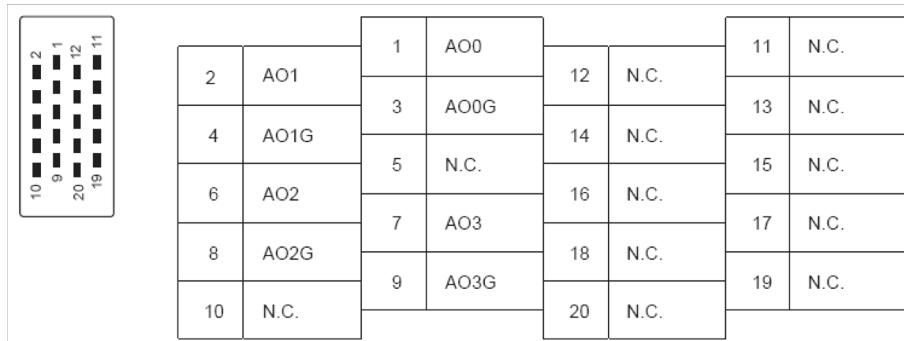 2 1 12 11
10 9 20 19
1 AO0
2 AO1
3 AO0G
4 AO1G
5 N.C.
6 AO2
7 AO3
8 AO2G
9 AO3G
10 N.C.
11 N.C.
12 N.C.
13 N.C.
14 N.C.
15 N.C.
16 N.C.
17 N.C.
18 N.C.
19 N.C.
20 N.C.